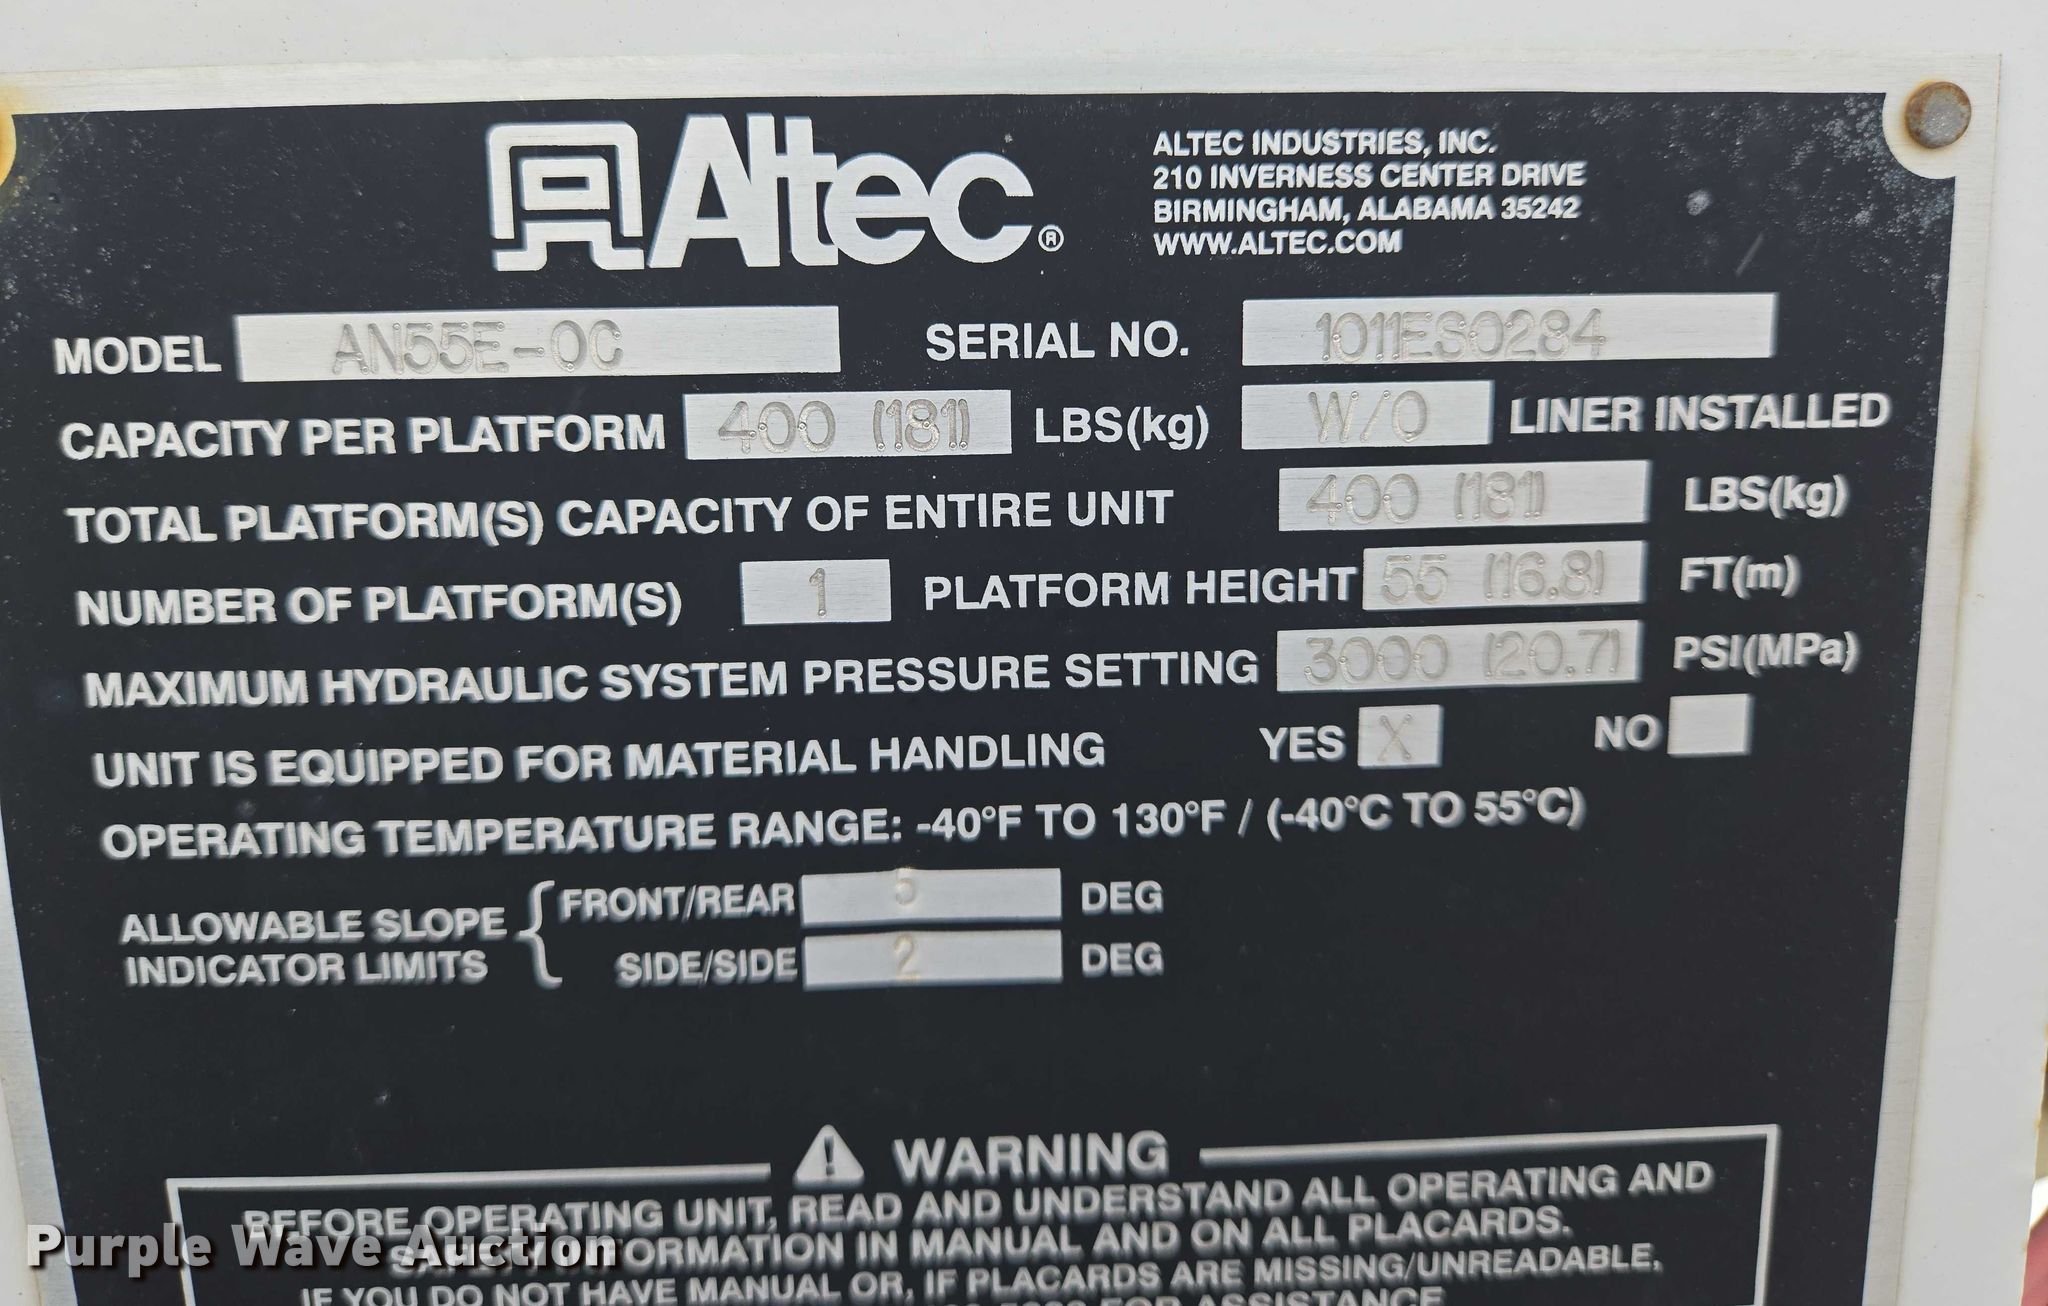 Altec®
ALTEC INDUSTRIES, INC.
210 INVERNESS CENTER DRIVE
BIRMINGHAM, ALABAMA 35242
WWW.ALTEC.COM
MODEL AN55E-OC SERIAL NO. 1011ES0284
CAPACITY PER PLATFORM 400 (181) LBS(kg) W/O LINER INSTALLED
TOTAL PLATFORM(S) CAPACITY OF ENTIRE UNIT 400 (181) LBS(kg)
NUMBER OF PLATFORM(S) 1 PLATFORM HEIGHT 55 (16.8) FT(m)
MAXIMUM HYDRAULIC SYSTEM PRESSURE SETTING 3000 (20.7) PSI(MPa)
UNIT IS EQUIPPED FOR MATERIAL HANDLING YES X NO
OPERATING TEMPERATURE RANGE: -40°F TO 130°F / (-40°C TO 55°C)
ALLOWABLE SLOPE INDICATOR LIMITS
FRONT/REAR 5 DEG
SIDE/SIDE 2 DEG
WARNING
BEFORE OPERATING UNIT, READ AND UNDERSTAND ALL OPERATING AND
SAFETY INFORMATION IN MANUAL AND ON ALL PLACARDS.
IF YOU DO NOT HAVE MANUAL OR, IF PLACARDS ARE MISSING/UNREADABLE,
FOR ASSISTANCE
Purple Wave Auction